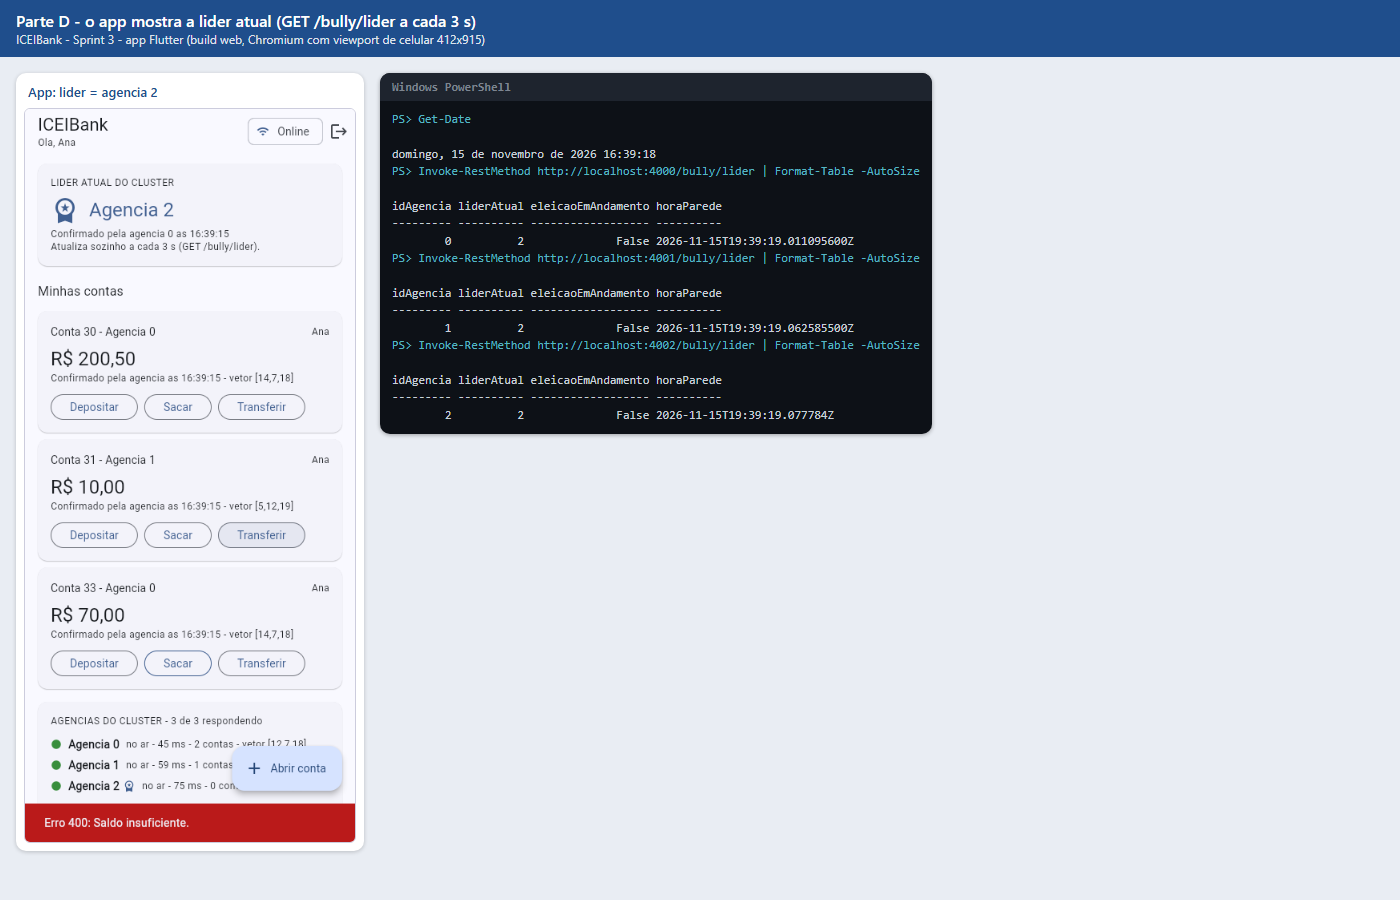 Parte D - o app mostra a lider atual (GET /bully/lider a cada 3 s)
ICEIBank - Sprint 3 - app Flutter (build web, Chromium com viewport de celular 412x915)
App: lider = agencia 2
ICEIBank
Ola, Ana
Online
LIDER ATUAL DO CLUSTER
Agencia 2
Confirmado pela agencia 0 as 16:39:15
Atualiza sozinho a cada 3 s (GET /bully/lider).
Minhas contas
Conta 30 - Agencia 0 Ana
R$ 200,50
Confirmado pela agencia as 16:39:15 - vetor [14,7,18]
Depositar Sacar Transferir
Conta 31 - Agencia 1 Ana
R$ 10,00
Confirmado pela agencia as 16:39:15 - vetor [5,12,19]
Depositar Sacar Transferir
Conta 33 - Agencia 0 Ana
R$ 70,00
Confirmado pela agencia as 16:39:15 - vetor [14,7,18]
Depositar Sacar Transferir
AGENCIAS DO CLUSTER - 3 de 3 respondendo
Agencia 0 no ar - 45 ms - 2 contas - vetor [12,7,18]
Agencia 1 no ar - 59 ms - 1 contas
Agencia 2 no ar - 75 ms - 0
+ Abrir conta
Erro 400: Saldo insuficiente.
Windows PowerShell
PS> Get-Date
domingo, 15 de novembro de 2026 16:39:18
PS> Invoke-RestMethod http://localhost:4000/bully/lider | Format-Table -AutoSize
idAgencia liderAtual eleicaoEmAndamento horaParede
--------- ---------- ------------------ ----------
0 2 False 2026-11-15T19:39:19.011095600Z
PS> Invoke-RestMethod http://localhost:4001/bully/lider | Format-Table -AutoSize
idAgencia liderAtual eleicaoEmAndamento horaParede
--------- ---------- ------------------ ----------
1 2 False 2026-11-15T19:39:19.062585500Z
PS> Invoke-RestMethod http://localhost:4002/bully/lider | Format-Table -AutoSize
idAgencia liderAtual eleicaoEmAndamento horaParede
--------- ---------- ------------------ ----------
2 2 False 2026-11-15T19:39:19.077784Z